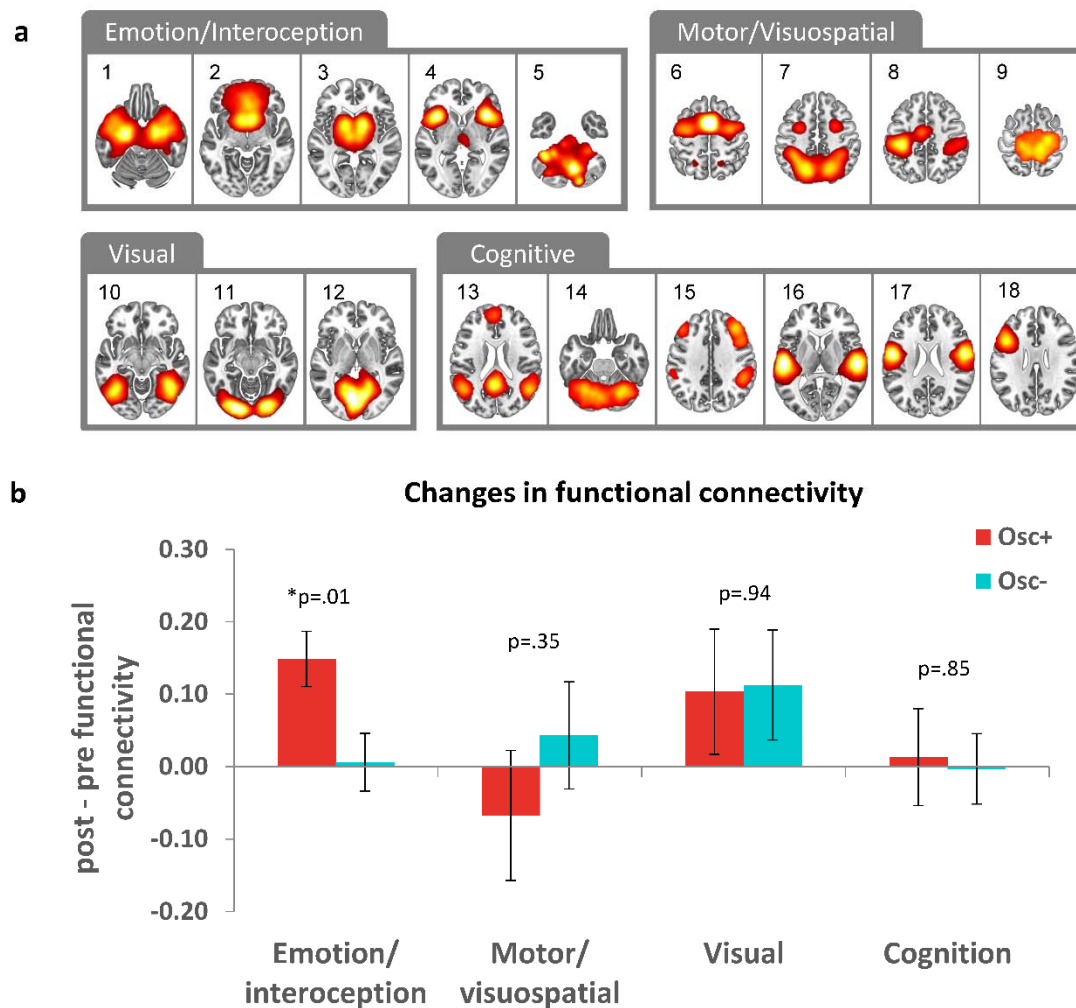 a
Emotion/Interoception
Motor/Visuospatial
1 2 3 4 5
6 7 8 9
Visual
Cognitive
10 11 12
13 14 15 16 17 18
b
Changes in functional connectivity
Osc+
Osc-
post - pre functional
connectivity
0.30
0.20
0.10
0.00
-0.10
-0.20
*p=.01
p=.35
p=.94
p=.85
Emotion/
interoception
Motor/
visuospatial
Visual
Cognition